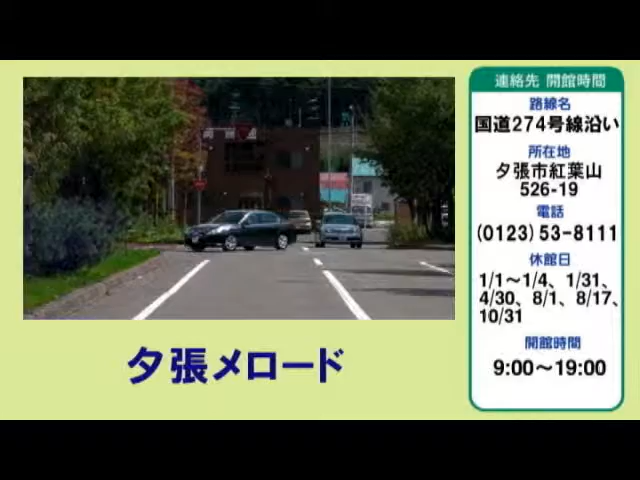 連絡先 開館時間
路線名
国道274号線沿い
所在地
夕張市紅葉山
526-19
電話
(0123)53-8111
休館日
1/1～1/4、1/31、
4/30、8/1、8/17、
10/31
開館時間
9:00～19:00
夕張メロード